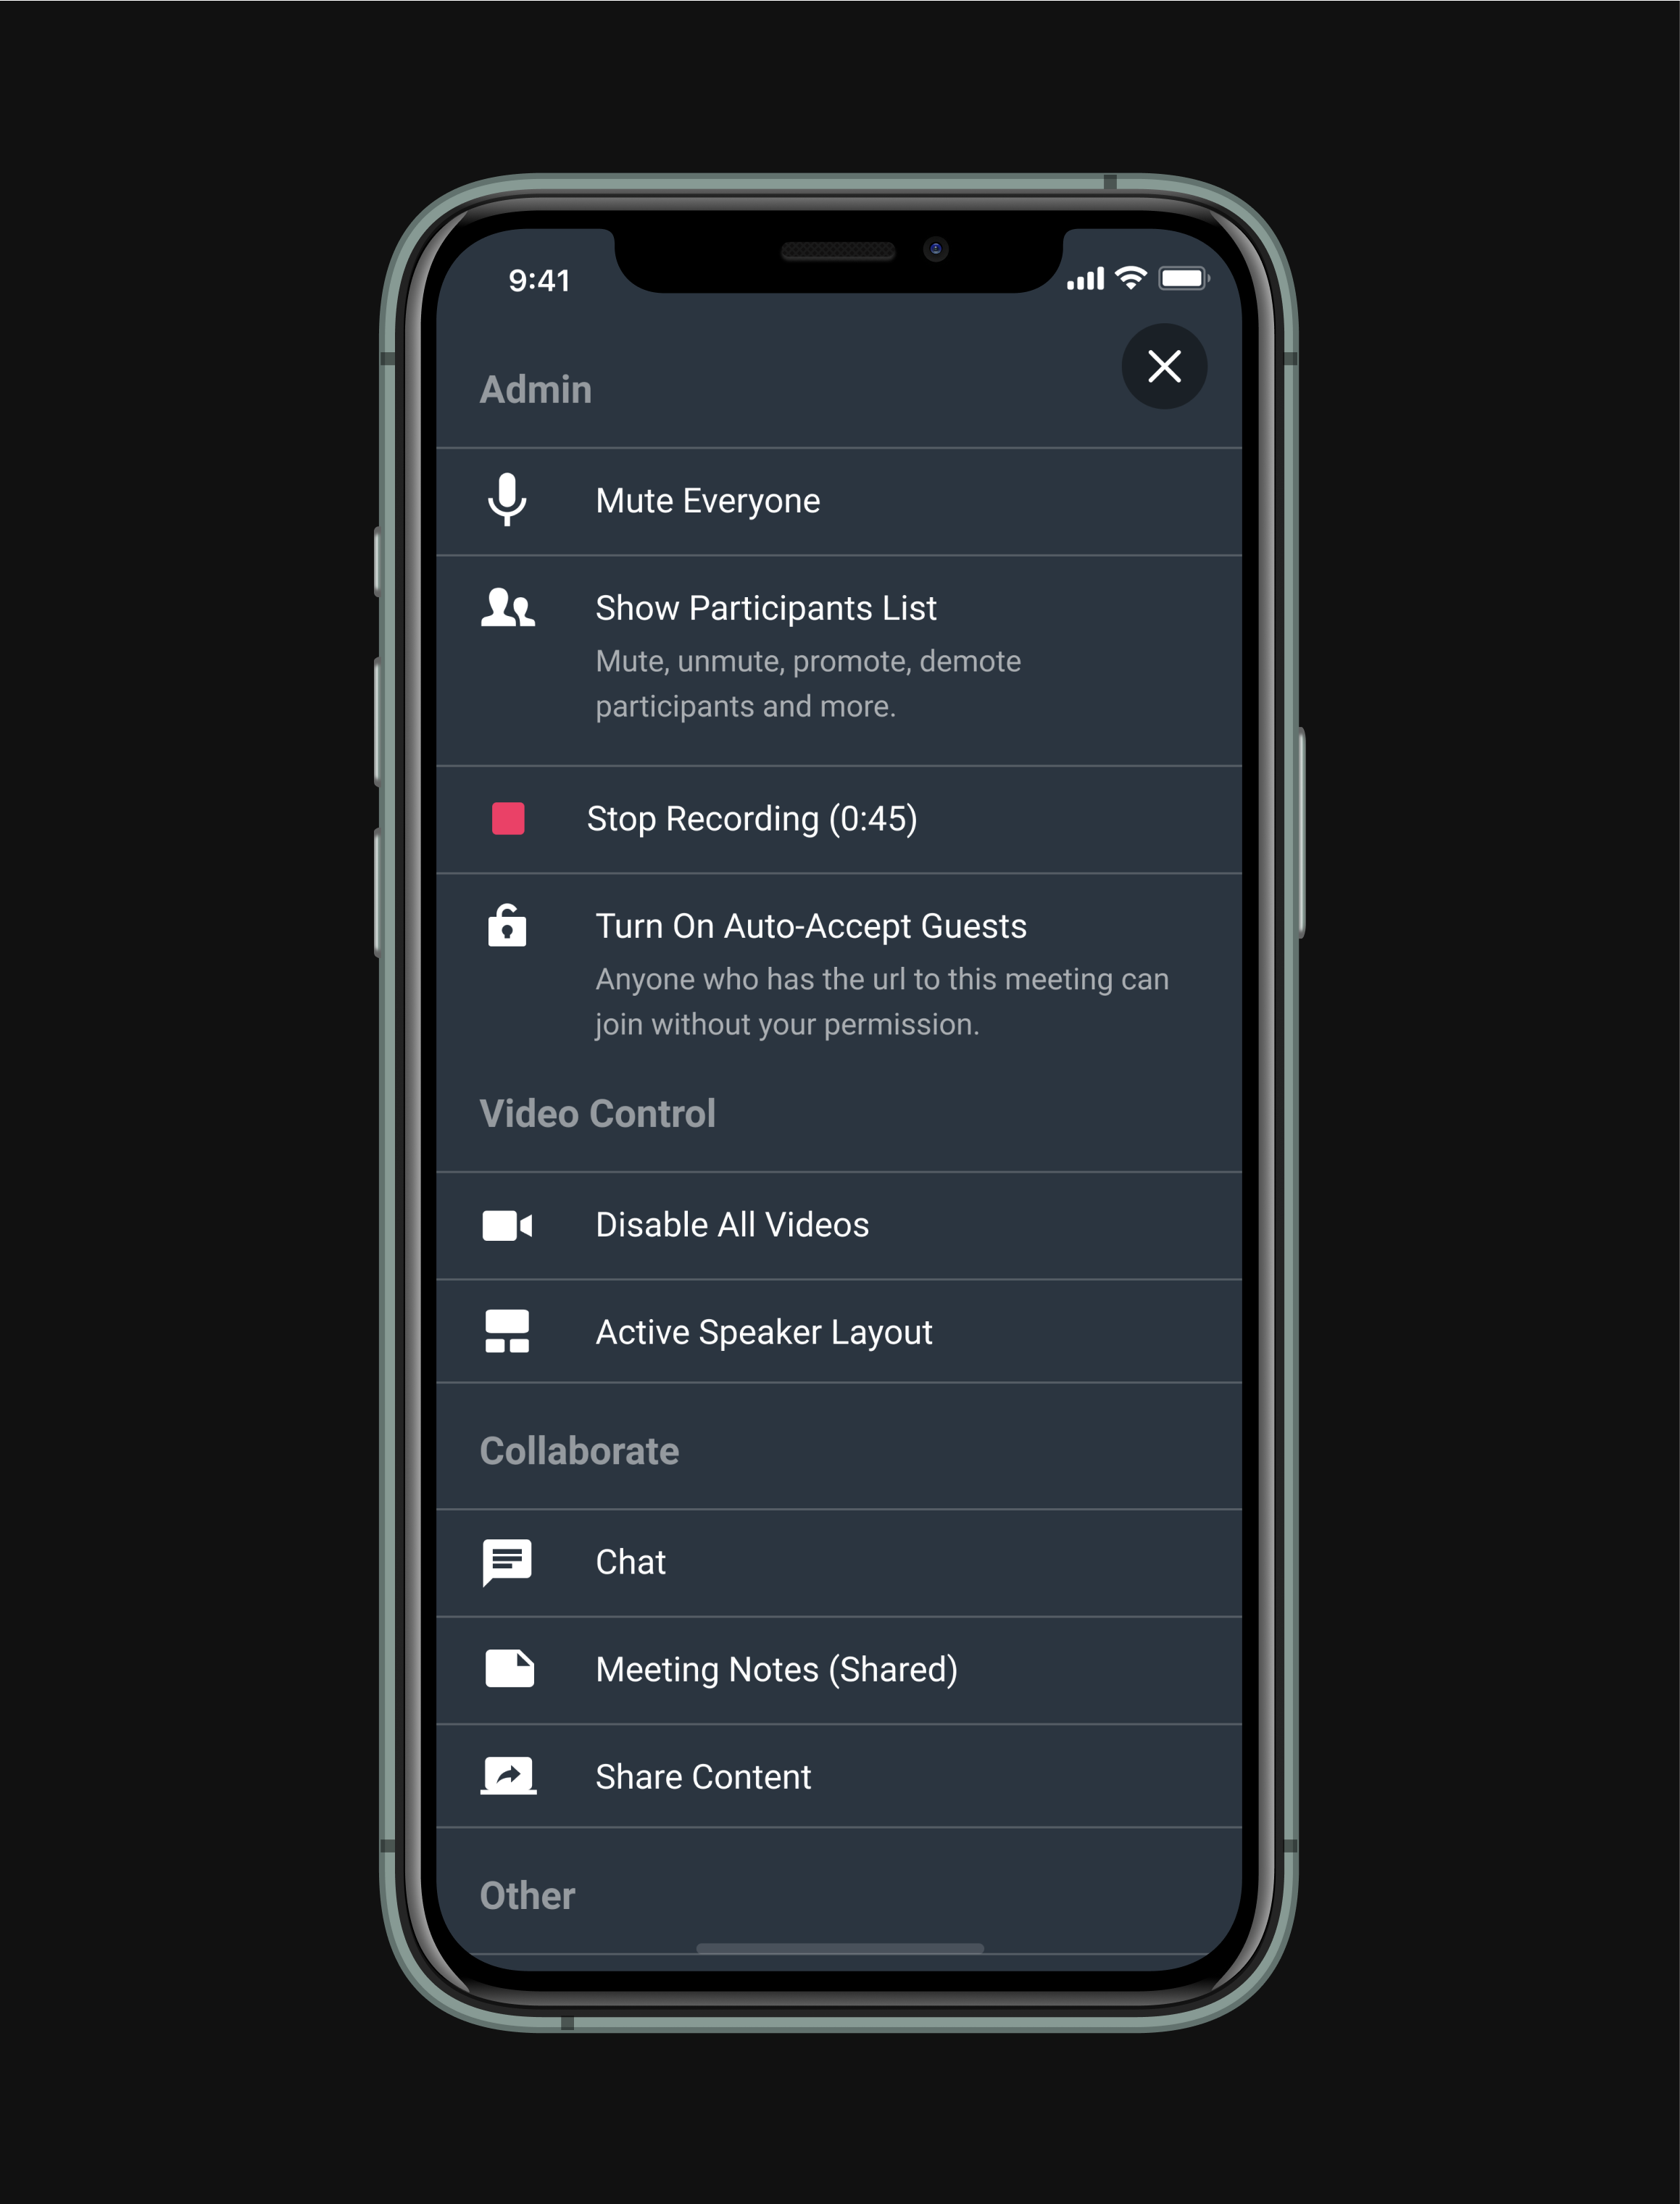 9:41
Admin
Mute Everyone
Show Participants List
Mute, unmute, promote, demote
participants and more.
Stop Recording (0:45)
Turn On Auto-Accept Guests
Anyone who has the url to this meeting can
join without your permission.
Video Control
Disable All Videos
Active Speaker Layout
Collaborate
Chat
Meeting Notes (Shared)
Share Content
Other